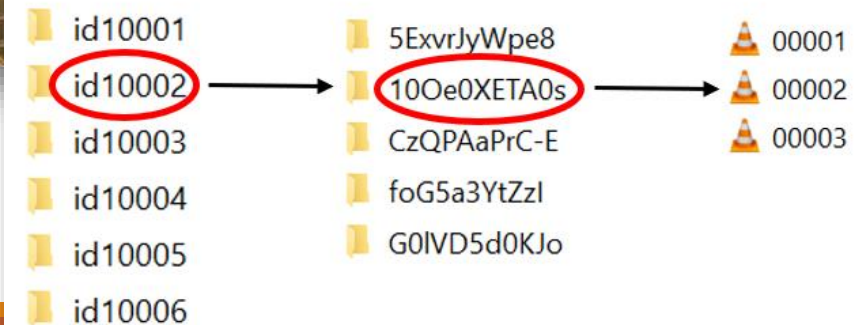 id10001
id10002
id10003
id10004
id10005
id10006
5ExvrJyWpe8
10Oe0XETA0s
CzQPAaPrC-E
foG5a3YtZzI
G0lVD5d0KJo
00001
00002
00003